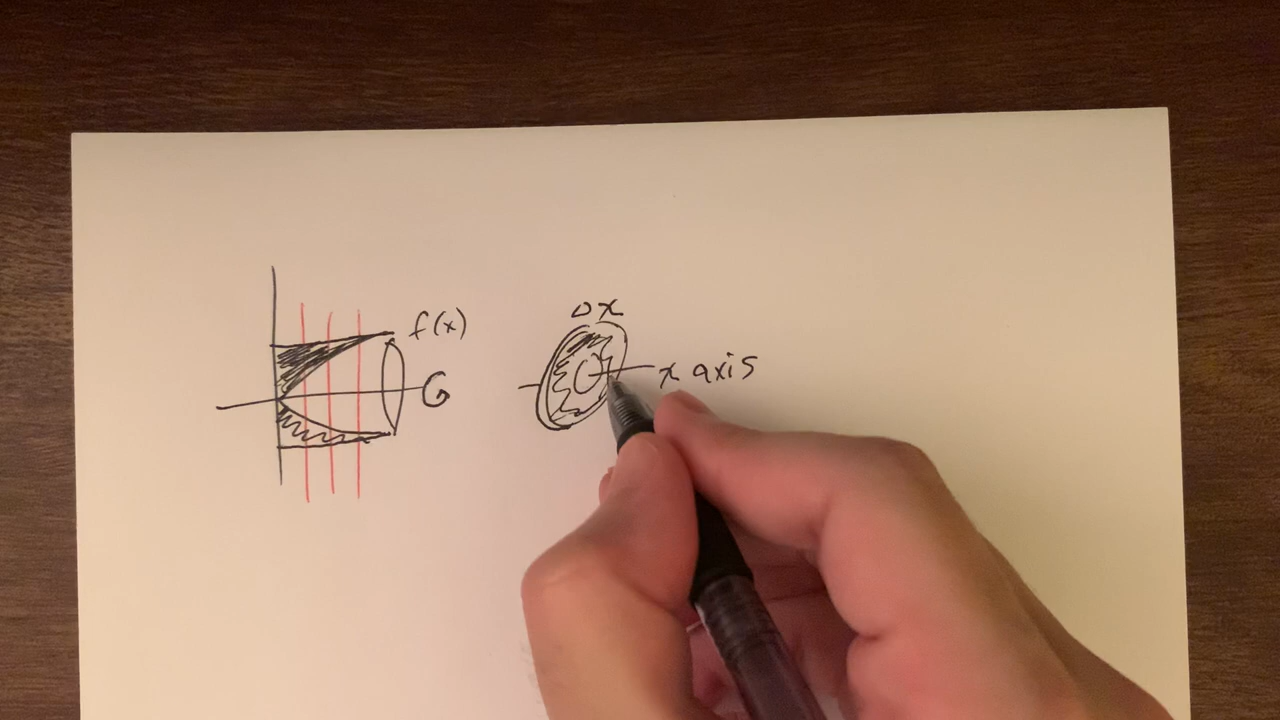 f(x)
Δx
x axis